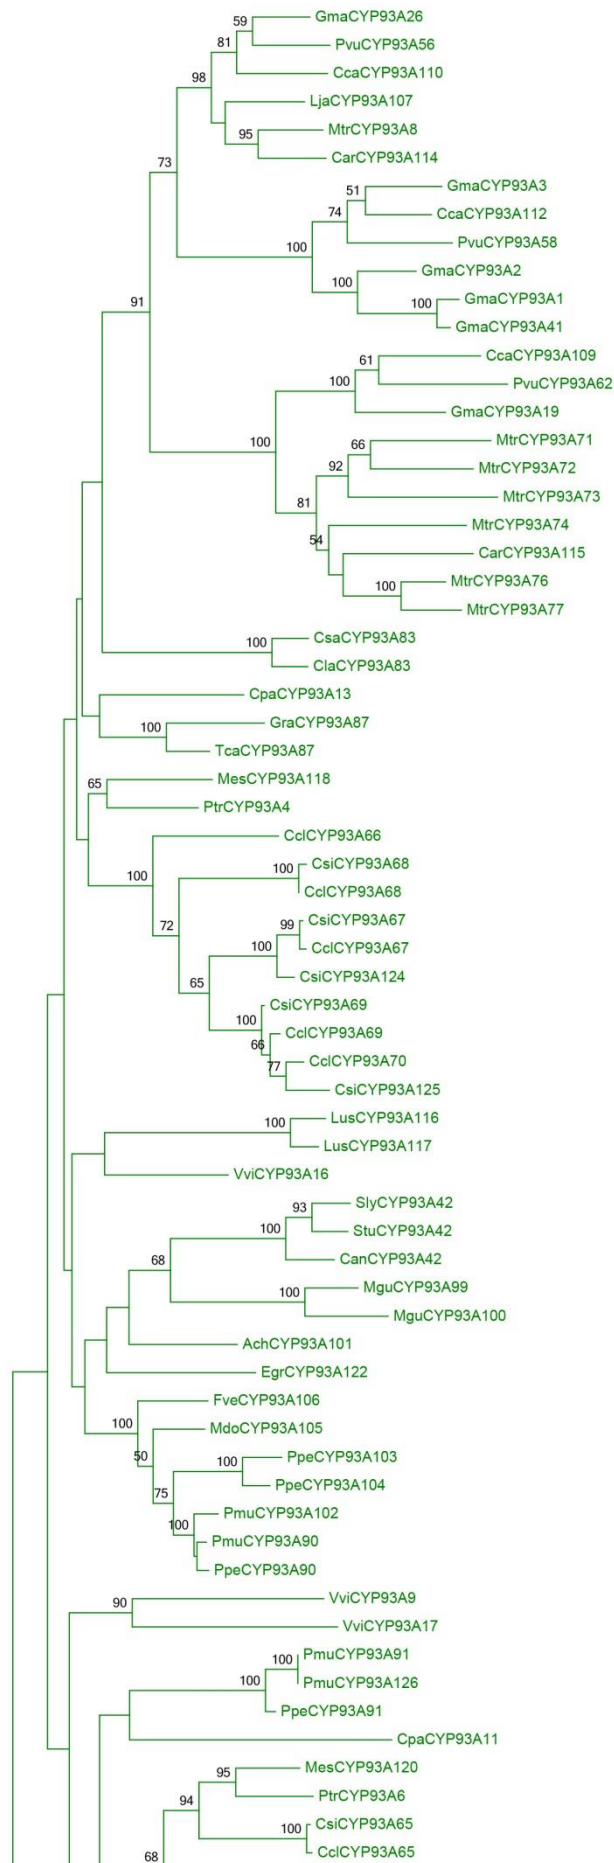 59
GmaCYP93A26
81
PvuCYP93A56
98
CcaCYP93A110
LjaCYP93A107
95
MtrCYP93A8
CarCYP93A114
73
51
GmaCYP93A3
74
CcaCYP93A112
100
PvuCYP93A58
100
GmaCYP93A2
91
100
GmaCYP93A1
GmaCYP93A41
61
CcaCYP93A109
100
PvuCYP93A62
GmaCYP93A19
100
66
MtrCYP93A71
92
MtrCYP93A72
81
MtrCYP93A73
54
MtrCYP93A74
CarCYP93A115
100
MtrCYP93A76
MtrCYP93A77
100
CsaCYP93A83
ClaCYP93A83
CpaCYP93A13
100
GraCYP93A87
TcaCYP93A87
65
MesCYP93A118
PtrCYP93A4
100
CclCYP93A66
100
CsiCYP93A68
CclCYP93A68
72
99
CsiCYP93A67
100
CclCYP93A67
65
CsiCYP93A124
100
CsiCYP93A69
66
CclCYP93A69
77
CclCYP93A70
CsiCYP93A125
100
LusCYP93A116
LusCYP93A117
VviCYP93A16
93
SlyCYP93A42
100
StuCYP93A42
68
CanCYP93A42
100
MguCYP93A99
MguCYP93A100
AchCYP93A101
EgrCYP93A122
100
FveCYP93A106
50
MdoCYP93A105
100
PpeCYP93A103
75
PpeCYP93A104
100
PmuCYP93A102
PmuCYP93A90
PpeCYP93A90
90
VviCYP93A9
VviCYP93A17
100
PmuCYP93A91
100
PmuCYP93A126
PpeCYP93A91
CpaCYP93A11
95
MesCYP93A120
94
PtrCYP93A6
100
CsiCYP93A65
68
CclCYP93A65